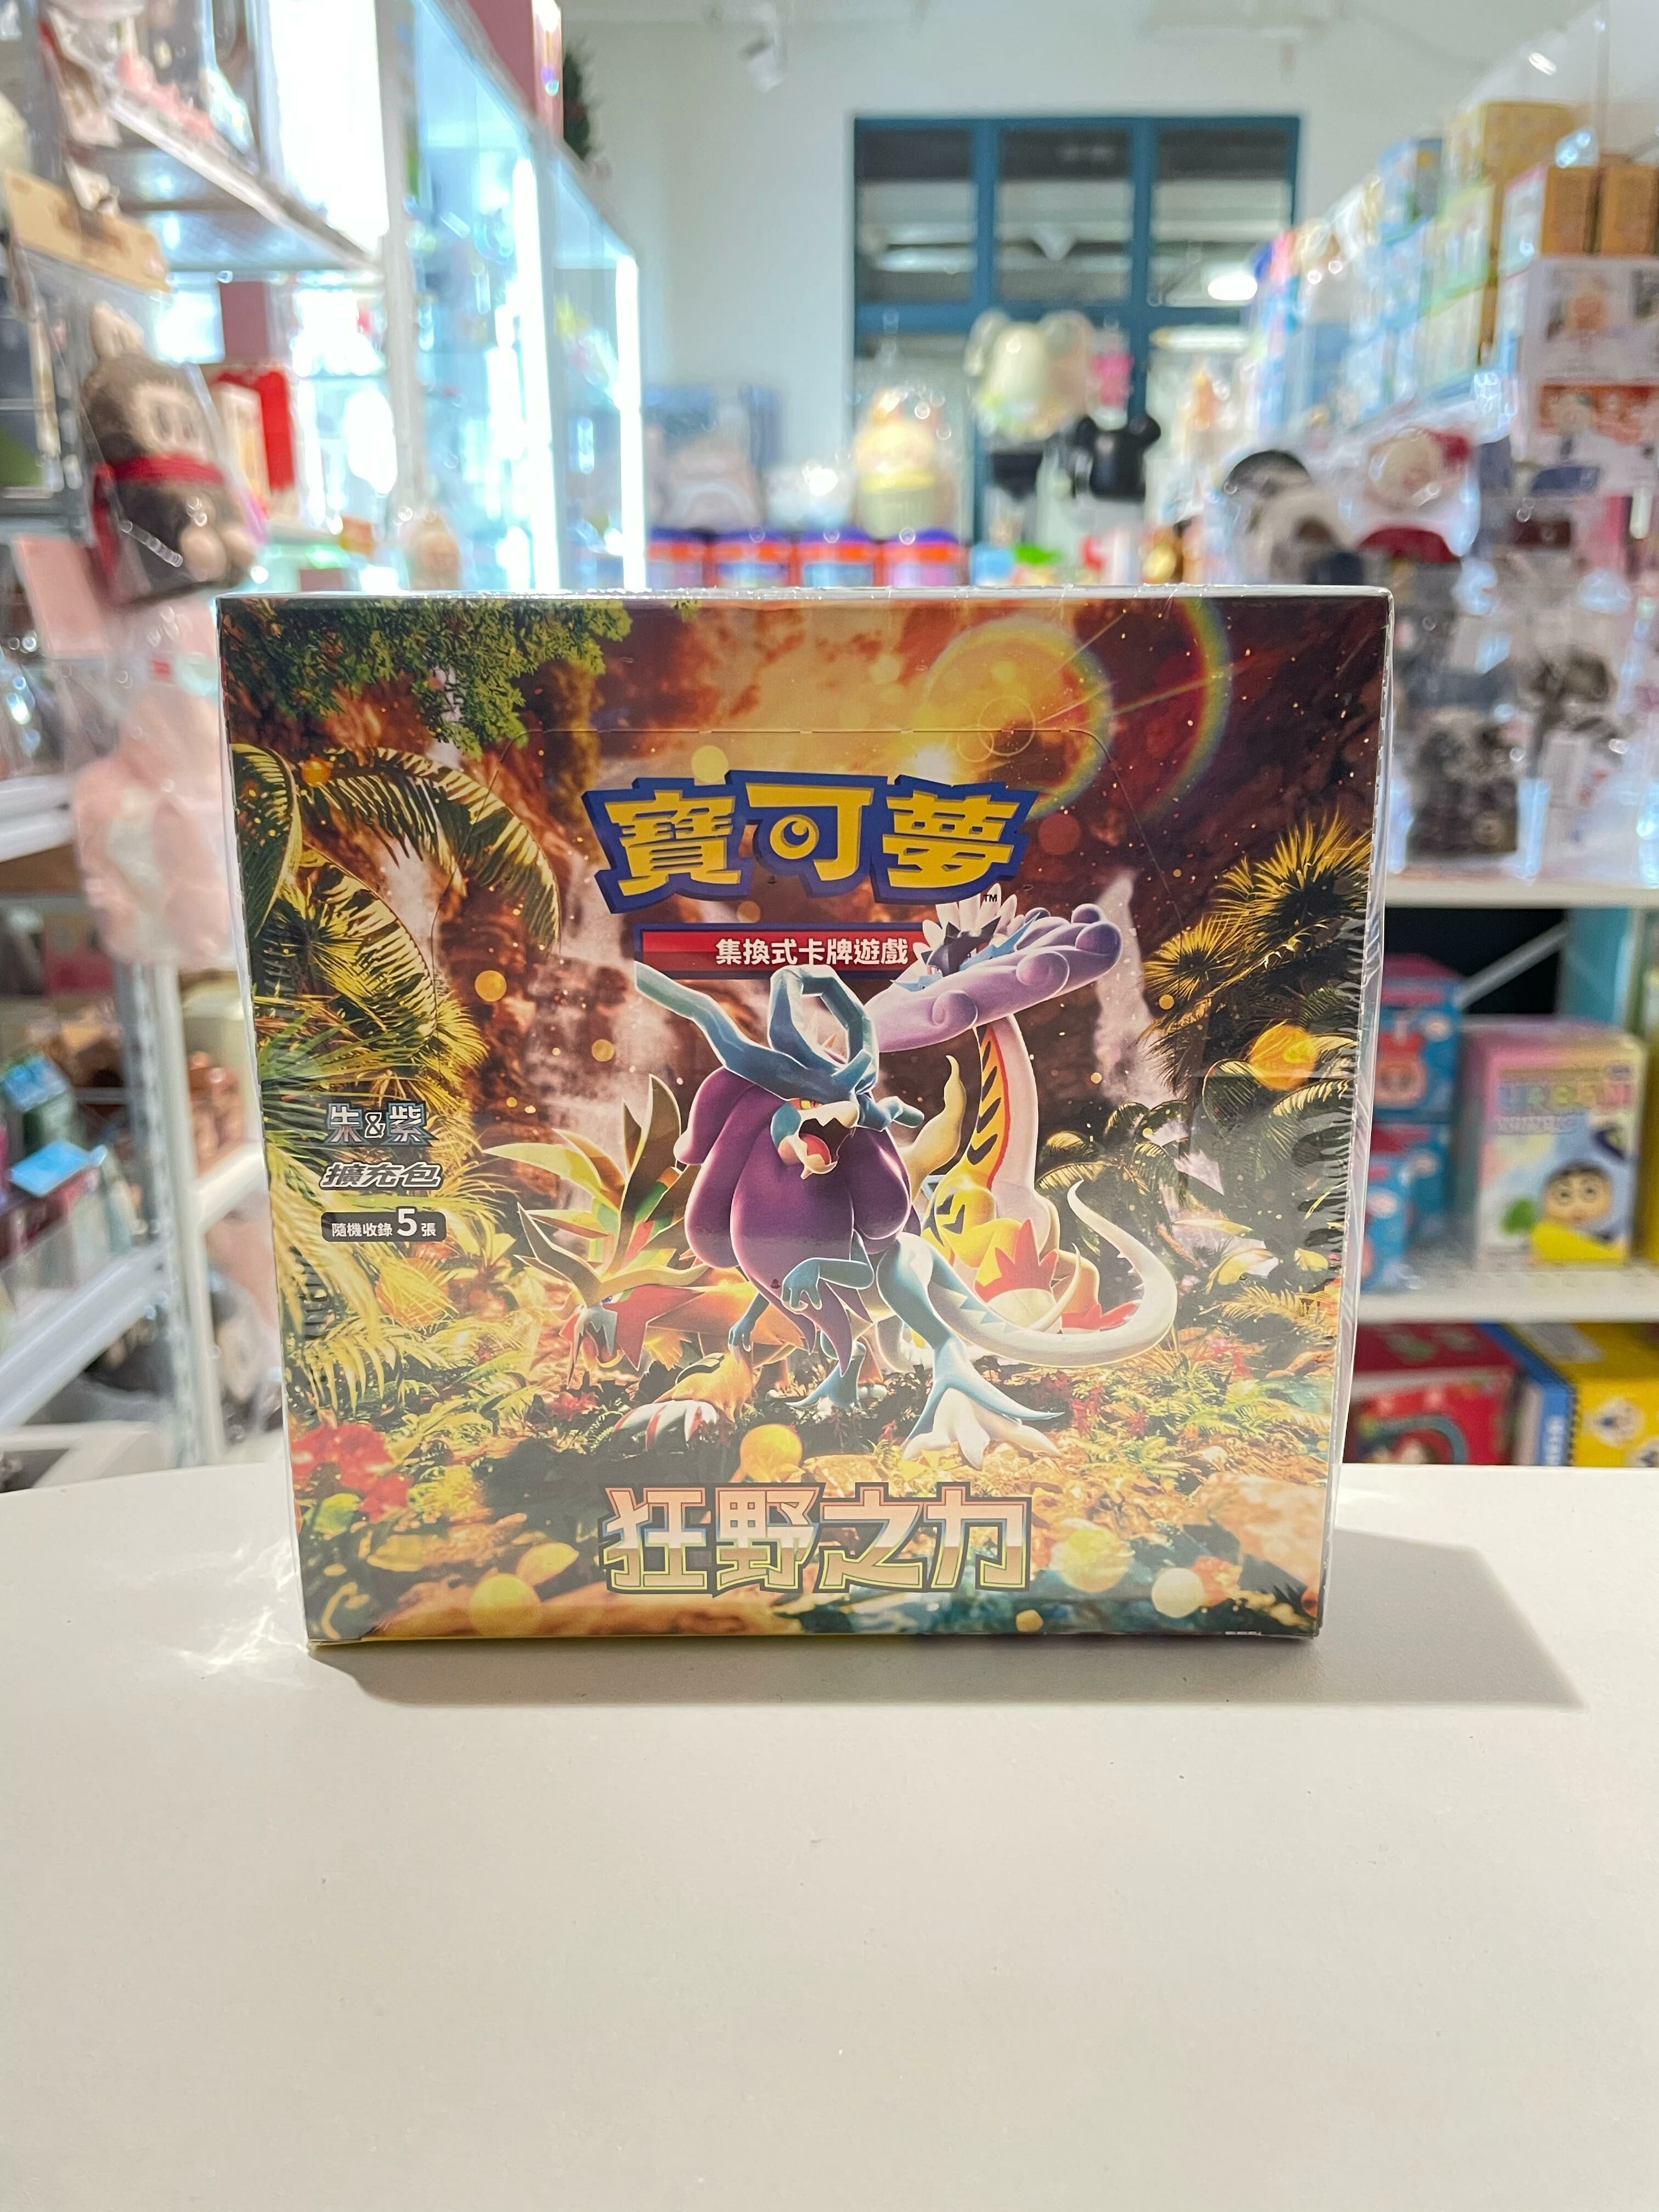 寶可夢
TM
集換式卡牌遊戲
朱&紫
擴充包
隨機收錄5張
狂野之力